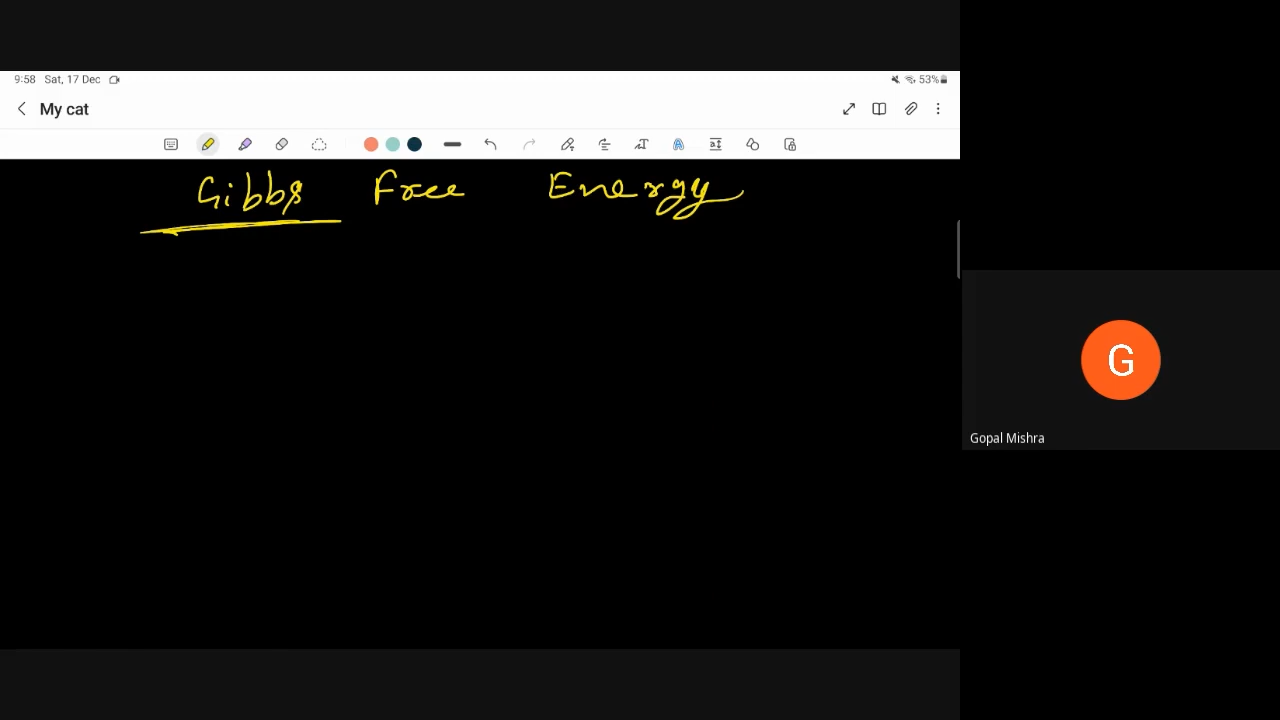 9:58 Sat, 17 Dec 53%
My cat
Gibbs Free Energy
G
Gopal Mishra